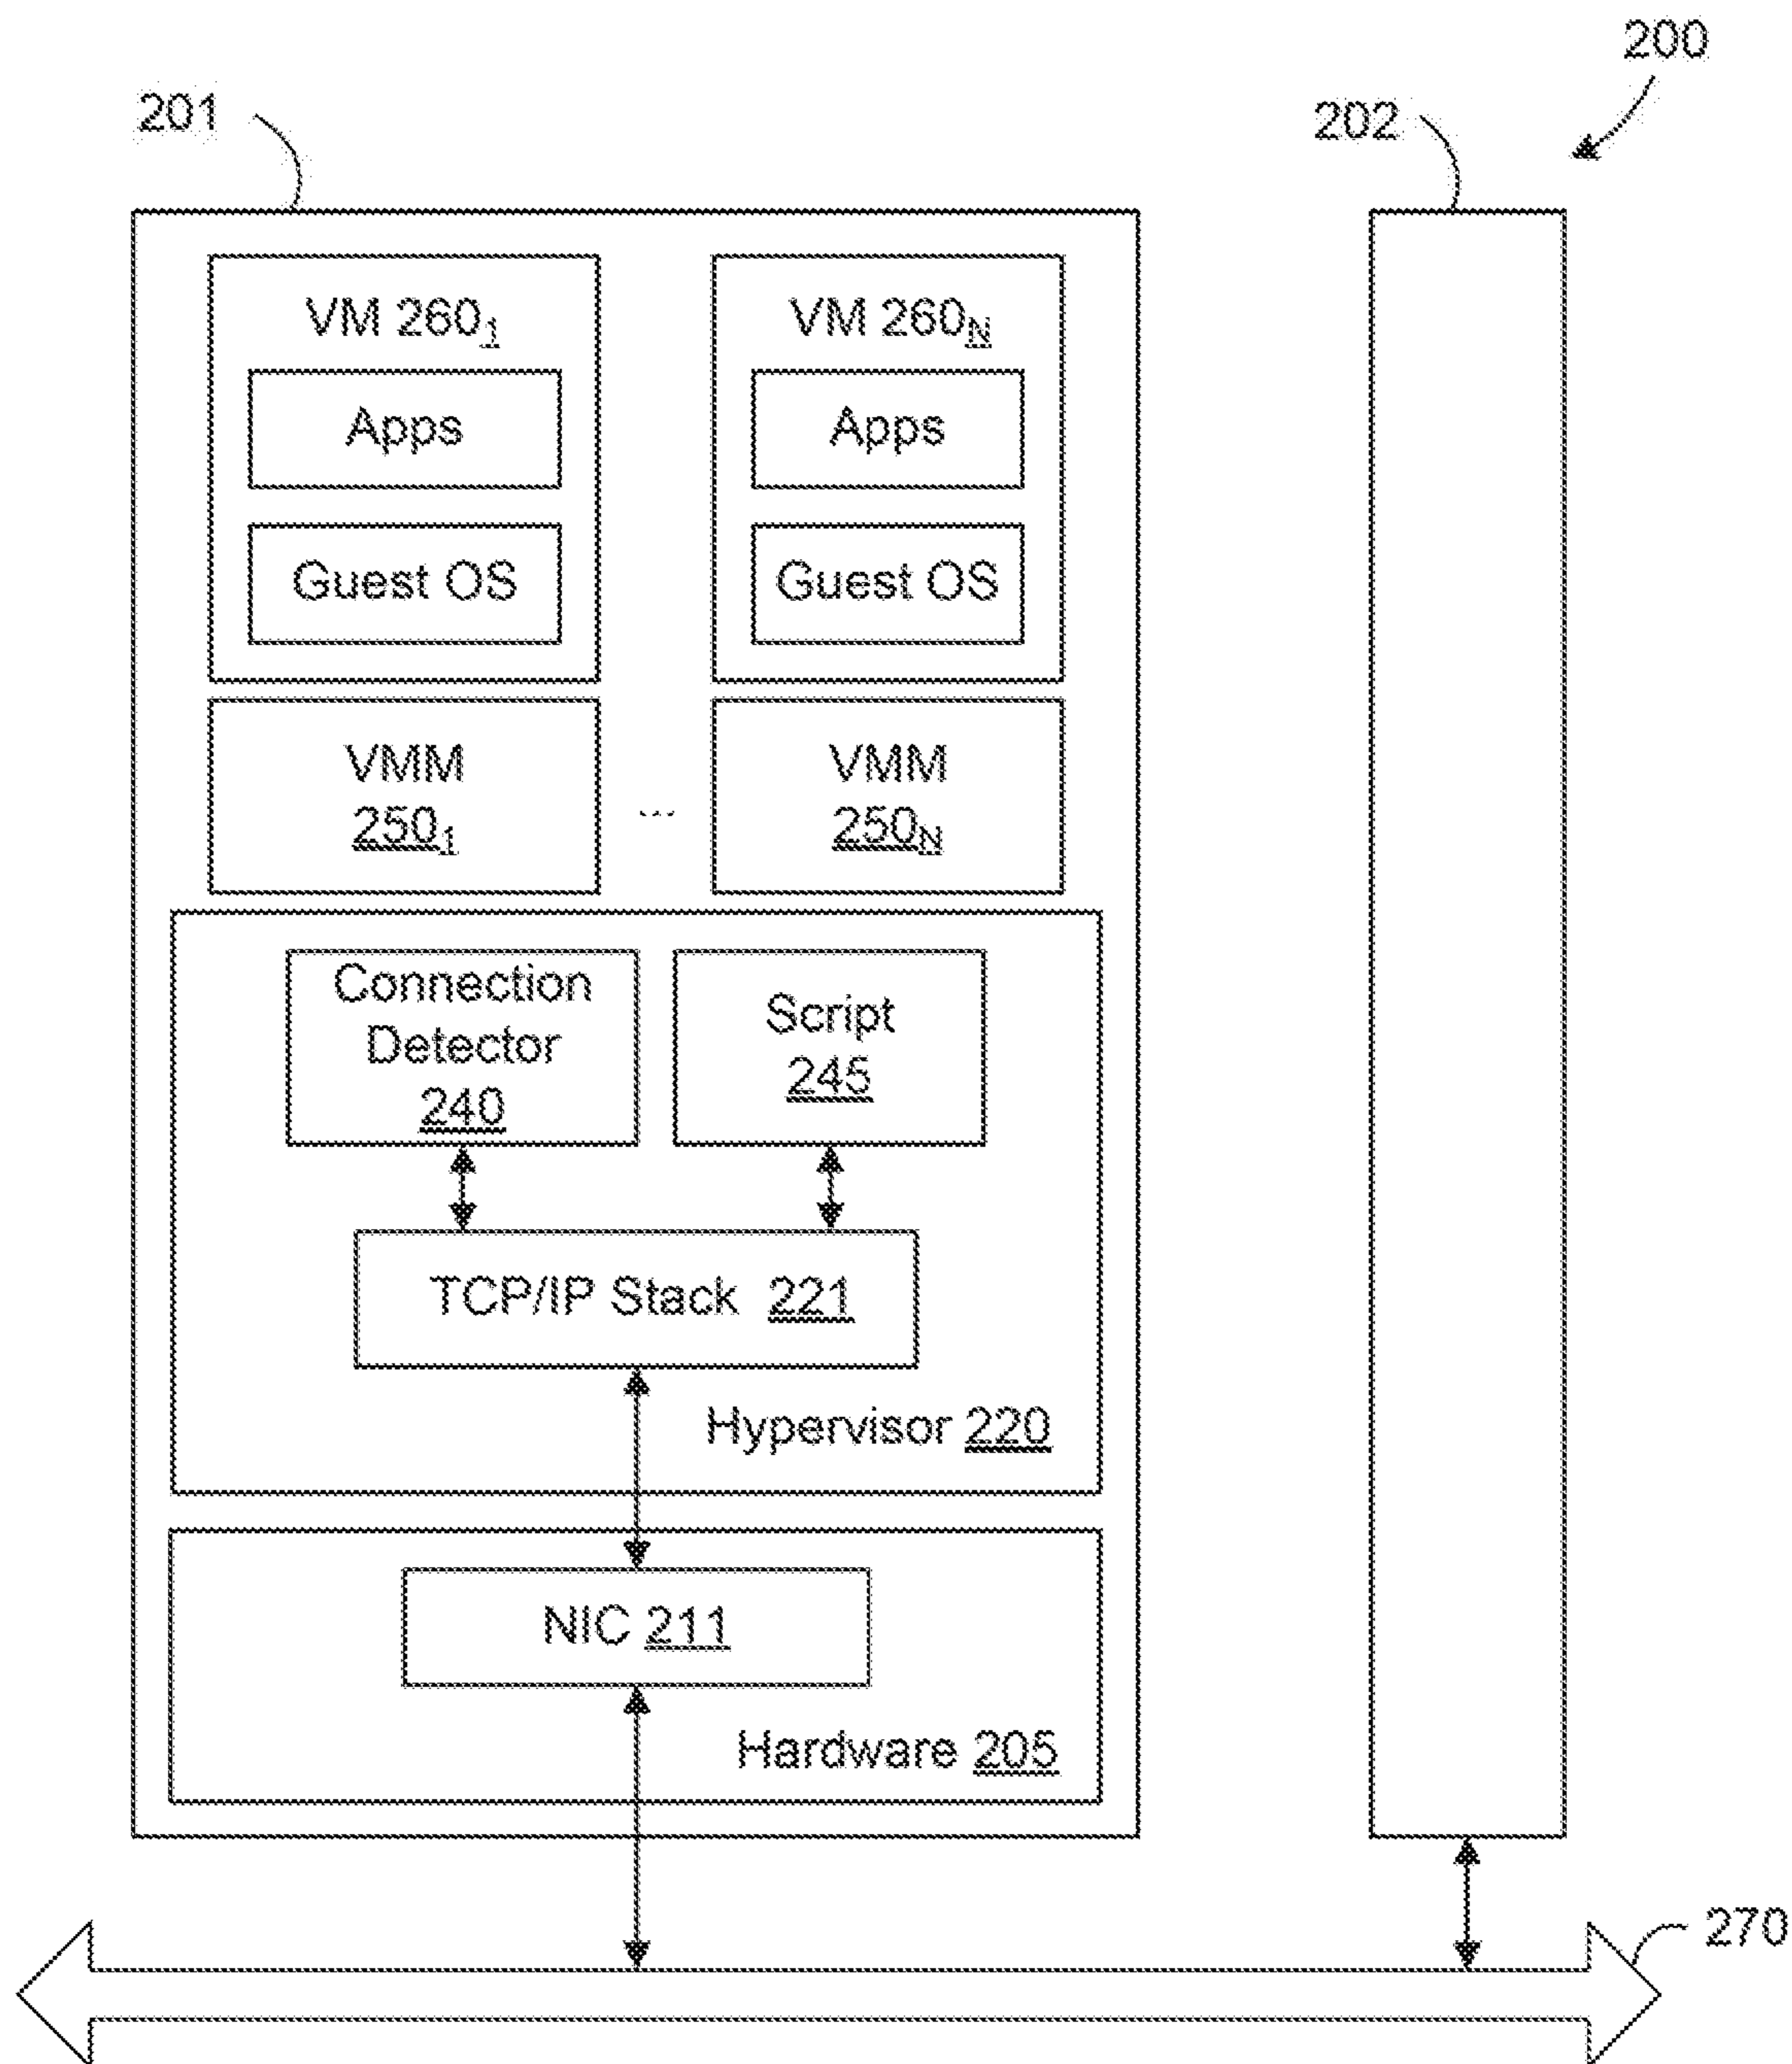 200
201
202
VM 260₁
VM 260N
Apps
Apps
Guest OS
Guest OS
VMM
250₁
...
VMM
250N
Connection
Detector
240
Script
245
TCP/IP Stack 221
Hypervisor 220
NIC 211
Hardware 205
270